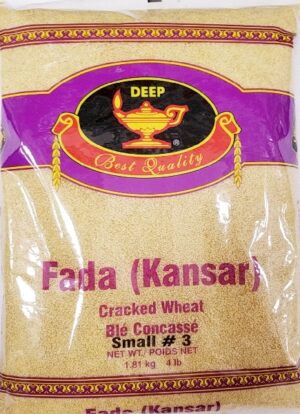 DEEP
®
Best Quality
Fada (Kansar)
Cracked Wheat
Blé Concassé
Small # 3
NET WT./ POIDS NET
1.81 kg 4 lb
Fada (Kansar)